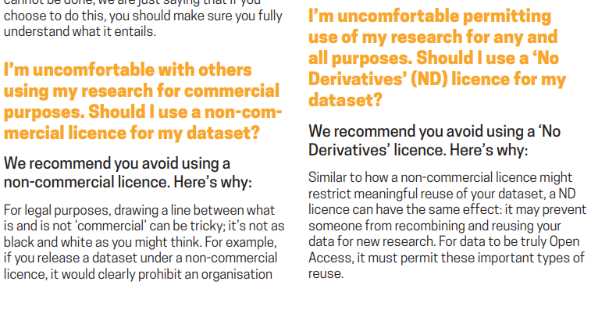 cannot be done, we are just saying that if you
choose to do this, you should make sure you fully
understand what it entails.
I’m uncomfortable with others
using my research for commercial
purposes. Should I use a non-com-
mercial licence for my dataset?
We recommend you avoid using a
non-commercial licence. Here’s why:
For legal purposes, drawing a line between what
is and is not ‘commercial’ can be tricky; it’s not as
black and white as you might think. For example,
if you release a dataset under a non-commercial
licence, it would clearly prohibit an organisation
I’m uncomfortable permitting
use of my research for any and
all purposes. Should I use a ‘No
Derivatives’ (ND) licence for my
dataset?
We recommend you avoid using a ‘No
Derivatives’ licence. Here’s why:
Similar to how a non-commercial licence might
restrict meaningful reuse of your dataset, a ND
licence can have the same effect: it may prevent
someone from recombining and reusing your
data for new research. For data to be truly Open
Access, it must permit these important types of
reuse.